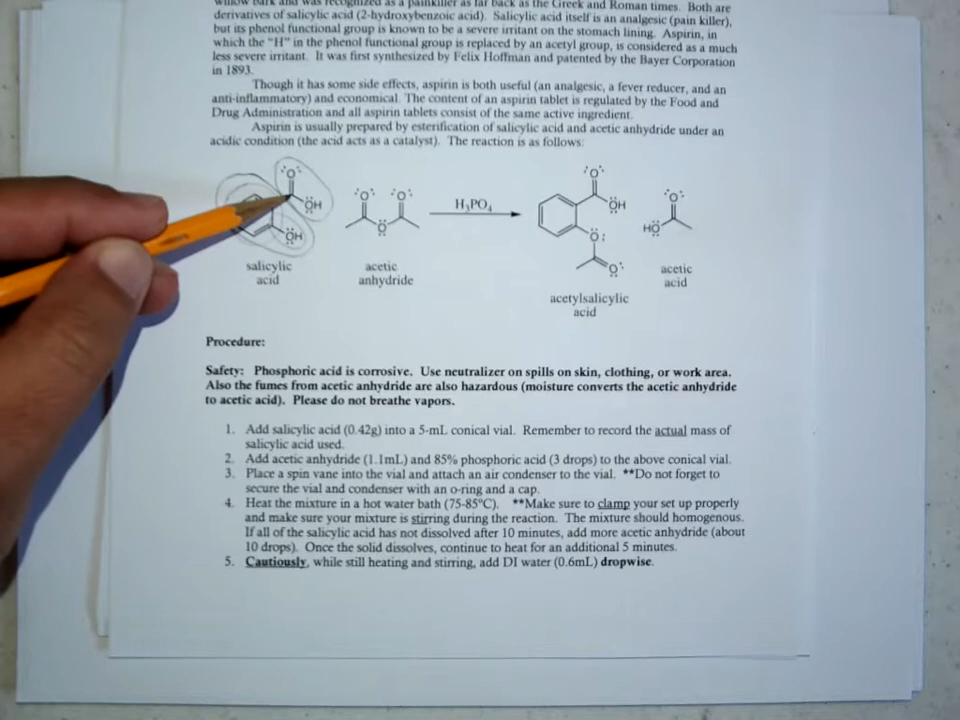 willow bark and was recognized as a painkiller as far back as the Greek and Roman times. Both are
derivatives of salicylic acid (2-hydroxybenzoic acid). Salicylic acid itself is an analgesic (pain killer),
but its phenol functional group is known to be a severe irritant on the stomach lining. Aspirin, in
which the "H" in the phenol functional group is replaced by an acetyl group, is considered as a much
less severe irritant. It was first synthesized by Felix Hoffman and patented by the Bayer Corporation
in 1893.
Though it has some side effects, aspirin is both useful (an analgesic, a fever reducer, and an
anti-inflammatory) and economical. The content of an aspirin tablet is regulated by the Food and
Drug Administration and all aspirin tablets consist of the same active ingredient.
Aspirin is usually prepared by esterification of salicylic acid and acetic anhydride under an
acidic condition (the acid acts as a catalyst). The reaction is as follows:
O
OH
OH
O O
O
H₃PO₄
O
OH
O
O
O
HO
salicylic
acid
acetic
anhydride
acetylsalicylic
acid
acetic
acid
Procedure:
Safety: Phosphoric acid is corrosive. Use neutralizer on spills on skin, clothing, or work area.
Also the fumes from acetic anhydride are also hazardous (moisture converts the acetic anhydride
to acetic acid). Please do not breathe vapors.
1. Add salicylic acid (0.42g) into a 5-mL conical vial. Remember to record the actual mass of
salicylic acid used.
2. Add acetic anhydride (1.1mL) and 85% phosphoric acid (3 drops) to the above conical vial.
3. Place a spin vane into the vial and attach an air condenser to the vial. **Do not forget to
secure the vial and condenser with an o-ring and a cap.
4. Heat the mixture in a hot water bath (75-85°C). **Make sure to clamp your set up properly
and make sure your mixture is stirring during the reaction. The mixture should homogenous.
If all of the salicylic acid has not dissolved after 10 minutes, add more acetic anhydride (about
10 drops). Once the solid dissolves, continue to heat for an additional 5 minutes.
5. Cautiously, while still heating and stirring, add DI water (0.6mL) dropwise.